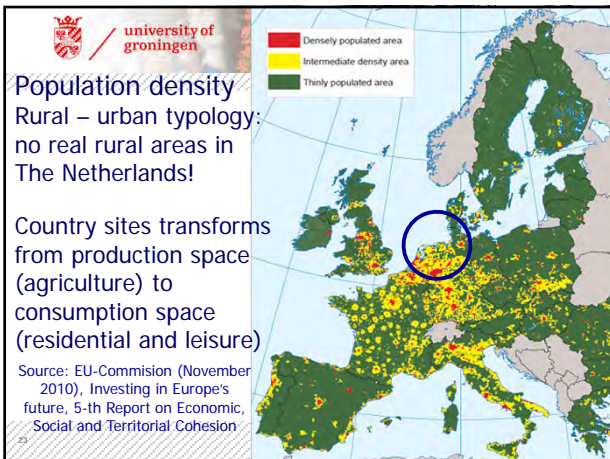 university of
groningen
Population density
Rural – urban typology:
no real rural areas in
The Netherlands!
Country sites transforms
from production space
(agriculture) to
consumption space
(residential and leisure)
Source: EU-Commision (November
2010), Investing in Europe's
future, 5-th Report on Economic,
Social and Territorial Cohesion
23
Densely populated area
Intermediate density area
Thinly populated area